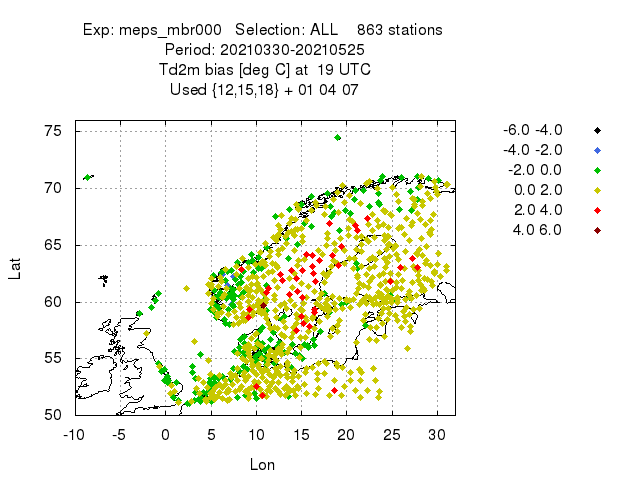 Exp: meps_mbr000   Selection: ALL    863 stations
Period: 20210330-20210525
Td2m bias [deg C] at  19 UTC
Used {12,15,18} + 01 04 07
75
70
65
60
55
50
Lat
-10 -5 0 5 10 15 20 25 30
Lon
-6.0 -4.0
-4.0 -2.0
-2.0 0.0
0.0 2.0
2.0 4.0
4.0 6.0